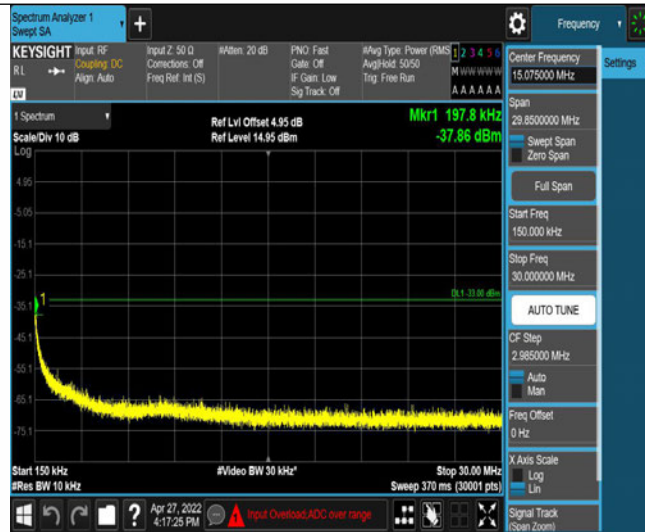 Spectrum Analyzer 1
Swept SA
+
Frequency
KEYSIGHT
RL
Input: RF
Coupling: DC
Align: Auto
Input Z: 50 Ω
Corrections: Off
Freq Ref: Int (S)
#Atten: 20 dB
PNO: Fast
Gate: Off
IF Gain: Low
Sig Track: Off
#Avg Type: Power (RMS
Avg|Hold: 50/50
Trig: Free Run
1 2 3 4 5 6
M W W W W W
A A A A A A
LXI
1 Spectrum
Scale/Div 10 dB
Log
Ref Lvl Offset 4.95 dB
Ref Level 14.95 dBm
Mkr1 197.8 kHz
-37.86 dBm
4.95
-5.05
-15.1
-25.1
-35.1
-45.1
-55.1
-65.1
-75.1
1
DL1 -33.00 dBm
Start 150 kHz
#Res BW 10 kHz
#Video BW 30 kHz*
Stop 30.00 MHz
Sweep 370 ms (30001 pts)
?
Apr 27, 2022
4:17:25 PM
Input Overload;ADC over range
Center Frequency
15.075000 MHz
Settings
Span
29.8500000 MHz
Swept Span
Zero Span
Full Span
Start Freq
150.000 kHz
Stop Freq
30.000000 MHz
AUTO TUNE
CF Step
2.985000 MHz
Auto
Man
Freq Offset
0 Hz
X Axis Scale
Log
Lin
Signal Track
(Span Zoom)